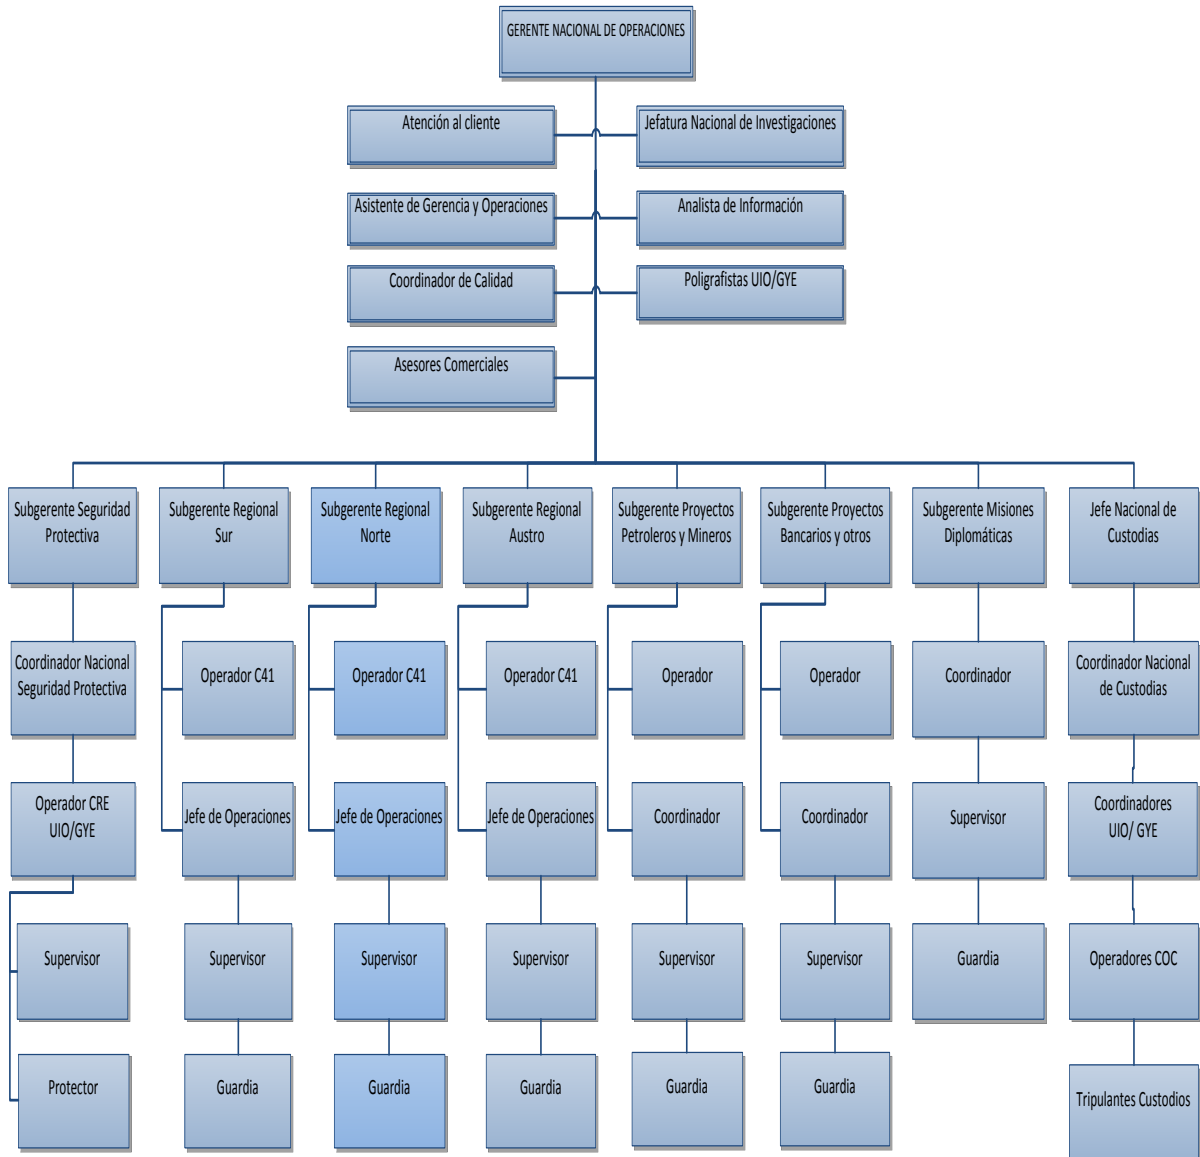 GERENTE NACIONAL DE OPERACIONES
Atención al cliente
Jefatura Nacional de Investigaciones
Asistente de Gerencia y Operaciones
Analista de Información
Coordinador de Calidad
Poligrafistas UIO/GYE
Asesores Comerciales
Subgerente Seguridad
Protectiva
Subgerente Regional
Sur
Subgerente Regional
Norte
Subgerente Regional
Austro
Subgerente Proyectos
Petroleros y Mineros
Subgerente Proyectos
Bancarios y otros
Subgerente Misiones
Diplomáticas
Jefe Nacional de
Custodias
Coordinador Nacional
Seguridad Protectiva
Operador C41
Operador C41
Operador C41
Operador
Operador
Coordinador
Coordinador Nacional
de Custodias
Operador CRE
UIO/GYE
Jefe de Operaciones
Jefe de Operaciones
Jefe de Operaciones
Coordinador
Coordinador
Supervisor
Coordinadores
UIO/ GYE
Supervisor
Supervisor
Supervisor
Supervisor
Supervisor
Supervisor
Guardia
Operadores COC
Protector
Guardia
Guardia
Guardia
Guardia
Guardia
Tripulantes Custodios